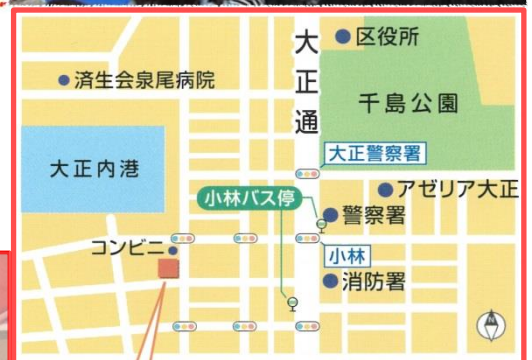 大正通
区役所
済生会泉尾病院
千島公園
大正内港
大正警察署
アゼリア大正
小林バス停
警察署
コンビニ
小林
消防署